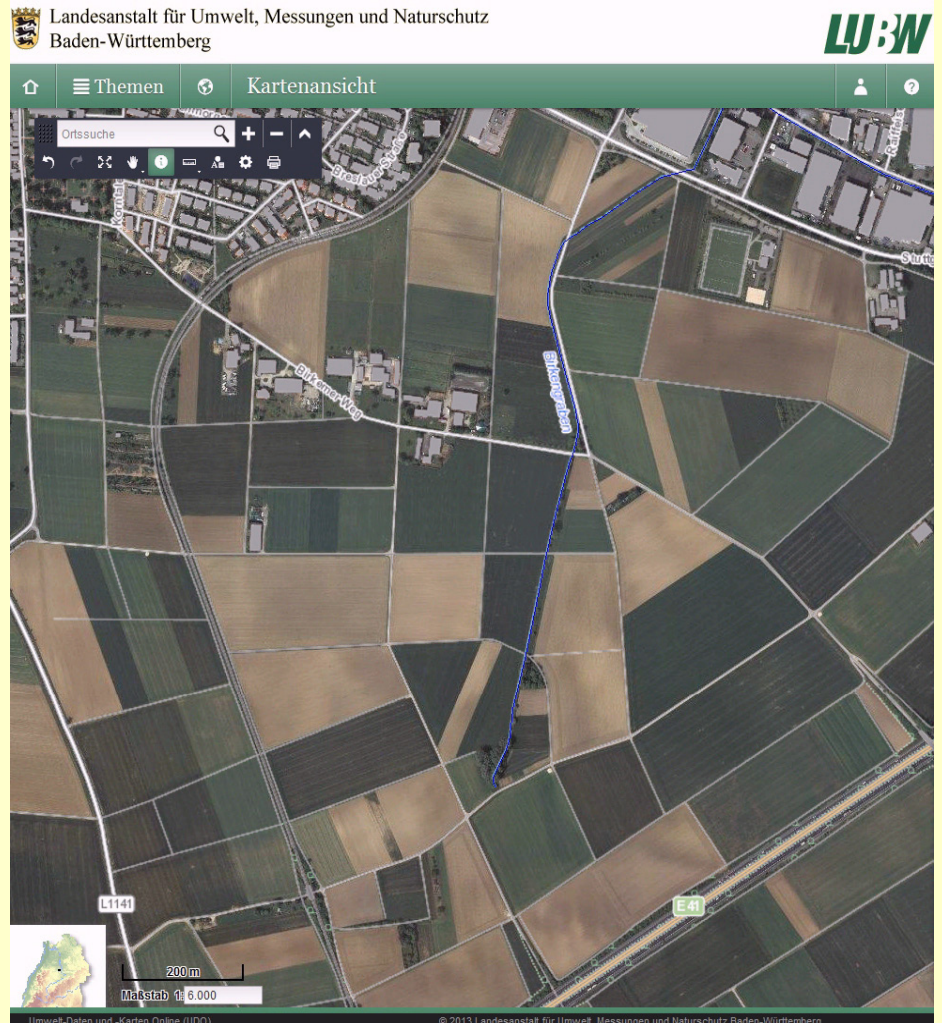 Landesanstalt für Umwelt, Messungen und Naturschutz
Baden-Württemberg
LUBW
Themen
Kartenansicht
Ortssuche
Breslauer Straße
Birkemer-Weg
Birkengraben
L1141
E 41
200 m
Maßstab 1: 6.000
Umwelt-Daten und -Karten Online (UDO)
© 2013 Landesanstalt für Umwelt, Messungen und Naturschutz Baden-Württemberg